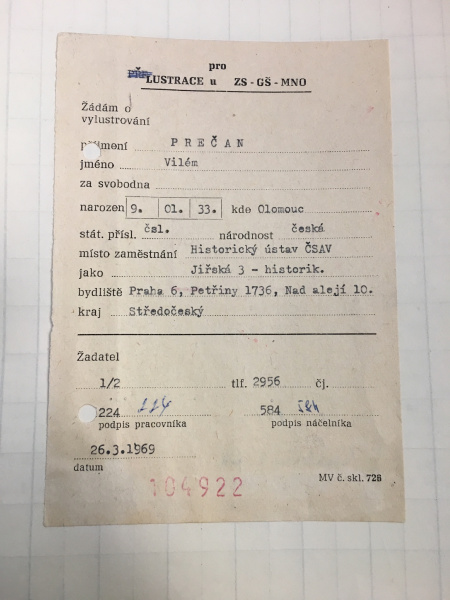 pro
LUSTRACE u ZS - GŠ - MNO
Žádám o
vylustrování
příjmení PREČAN
jméno Vilém
za svobodna
narozen 9. 01. 33. kde Olomouc
stát. přísl. čsl. národnost česká
místo zaměstnání Historický ústav ČSAV
jako Jiřská 3 - historik.
bydliště Praha 6, Petřiny 1736, Nad alejí 10.
kraj Středočeský
Žadatel
1/2 tlf. 2956 čj.
224 224 584 584
podpis pracovníka podpis náčelníka
26.3.1969
datum
MV č. skl. 726
104922